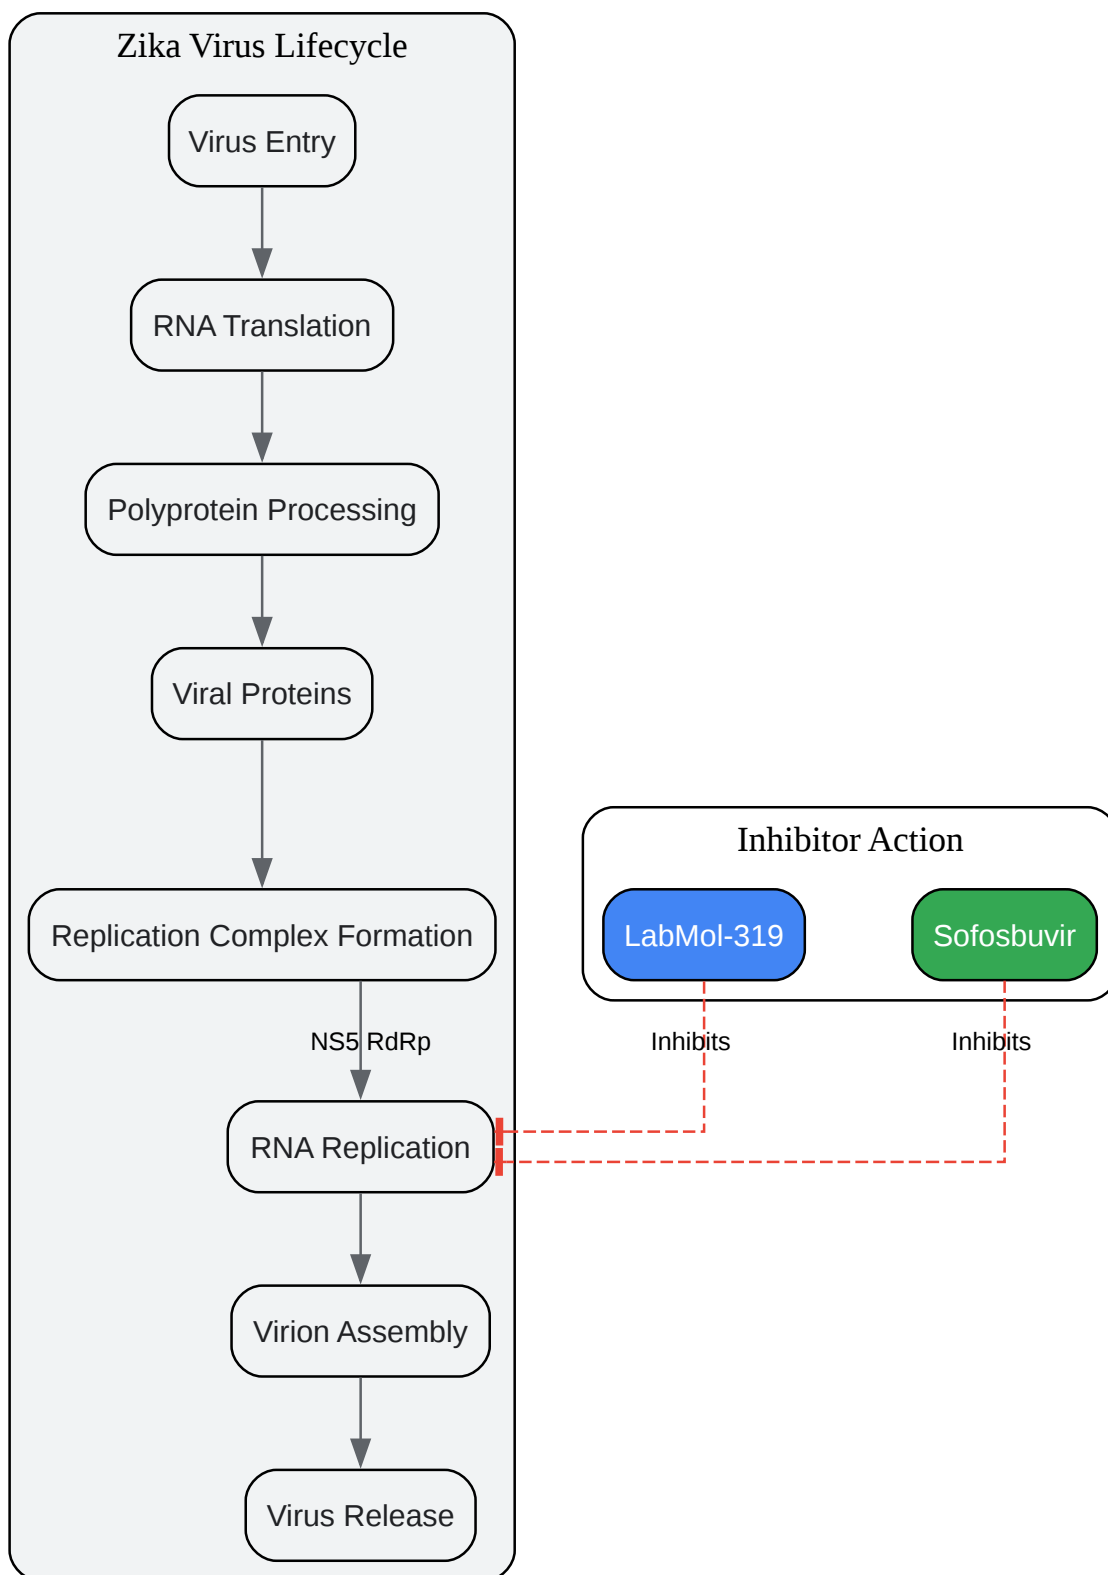 Zika Virus Lifecycle
Virus Entry
RNA Translation
Polyprotein Processing
Viral Proteins
Replication Complex Formation
NS5 RdRp
RNA Replication
Virion Assembly
Virus Release
Inhibitor Action
LabMol-319
Sofosbuvir
Inhibits
Inhibits